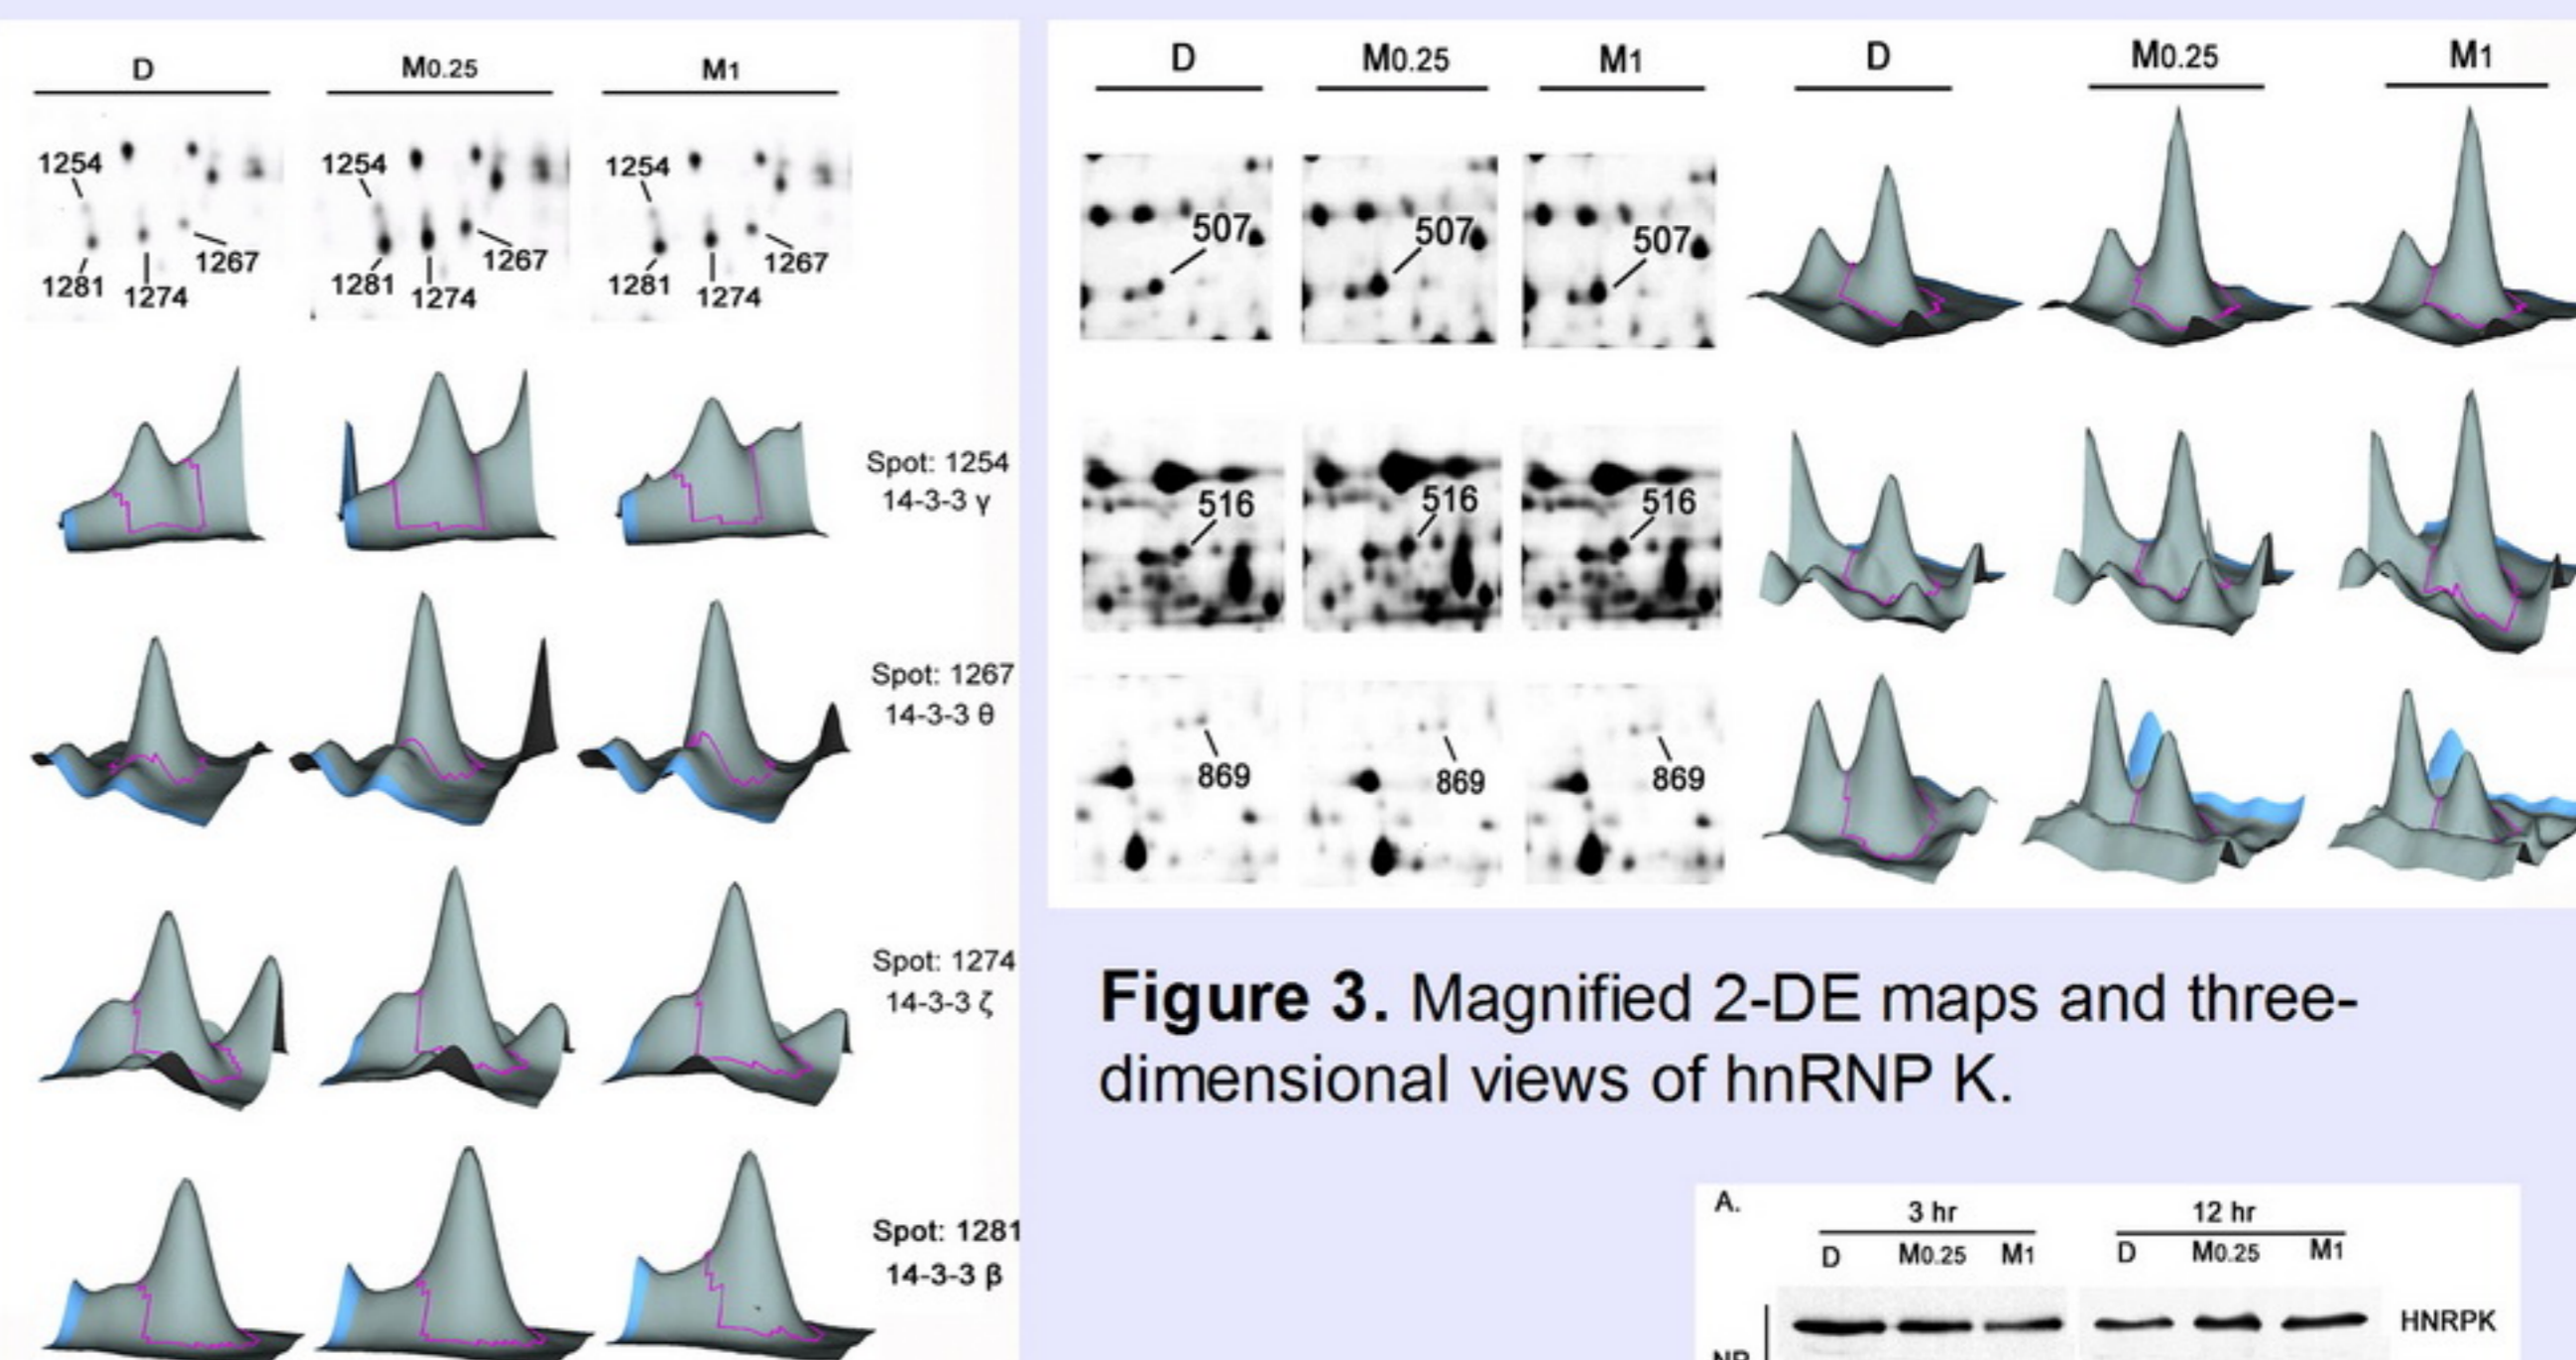 D M0.25 M1
1254 1254 1254
1267 1267 1267
1281 1274 1281 1274 1281 1274
Spot: 1254
14-3-3 γ
Spot: 1267
14-3-3 θ
Spot: 1274
14-3-3 ζ
Spot: 1281
14-3-3 β
D M0.25 M1 D M0.25 M1
507 507 507
516 516 516
869 869 869
Figure 3. Magnified 2-DE maps and three-
dimensional views of hnRNP K.
A.
3 hr 12 hr
D M0.25 M1 D M0.25 M1
HNRPK